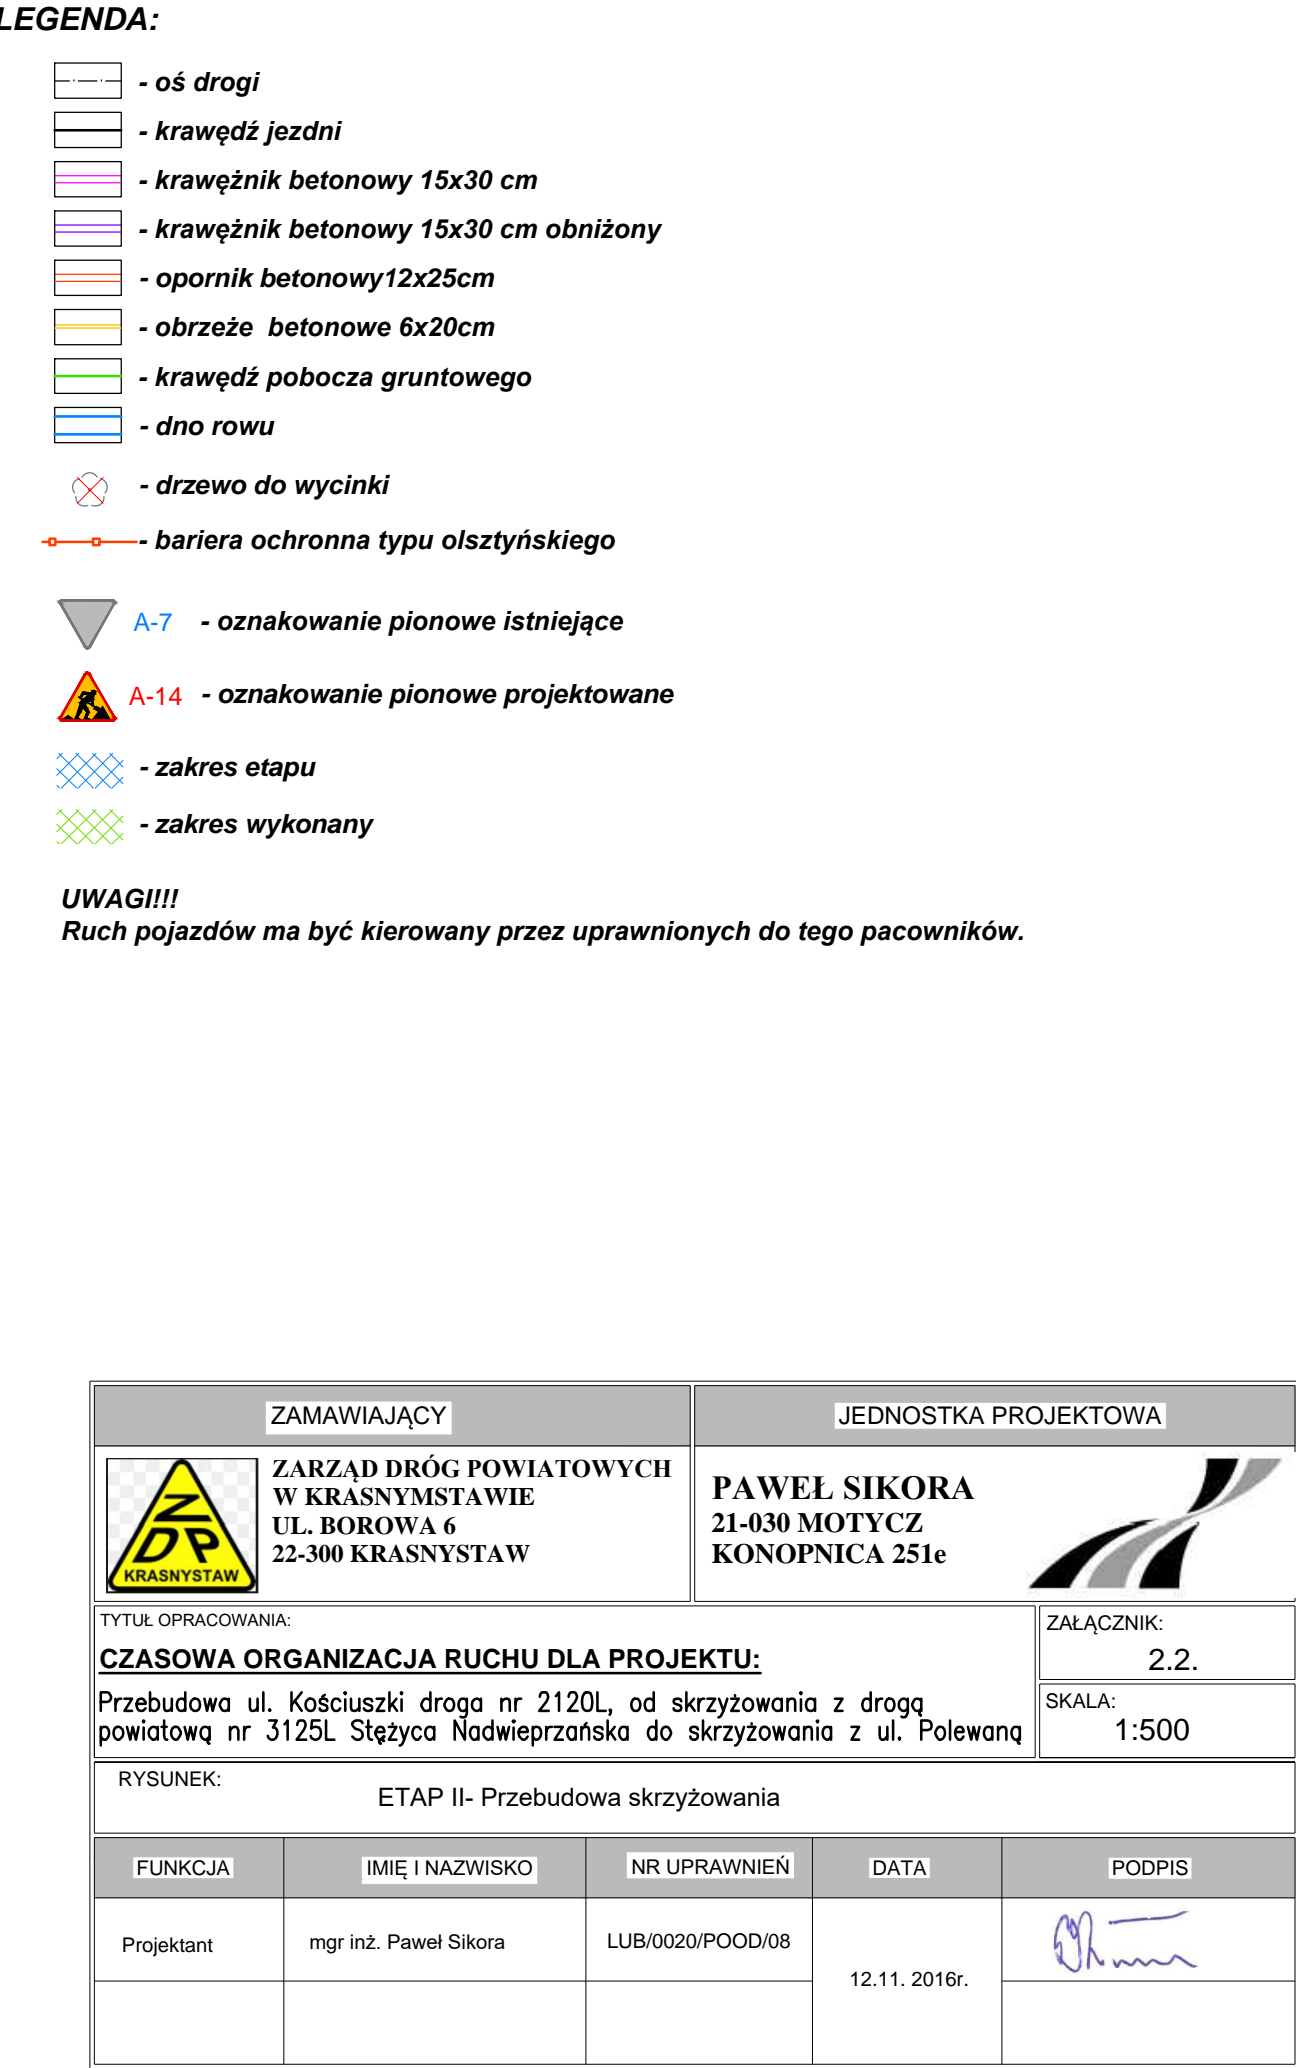 LEGENDA:
- oś drogi
- krawędź jezdni
- krawężnik betonowy 15x30 cm
- krawężnik betonowy 15x30 cm obniżony
- opornik betonowy12x25cm
- obrzeże betonowe 6x20cm
- krawędź pobocza gruntowego
- dno rowu
- drzewo do wycinki
- bariera ochronna typu olsztyńskiego
A-7 - oznakowanie pionowe istniejące
A-14 - oznakowanie pionowe projektowane
- zakres etapu
- zakres wykonany
UWAGI!!!
Ruch pojazdów ma być kierowany przez uprawnionych do tego pacowników.
ZAMAWIAJĄCY
ZDP
KRASNYSTAW
ZARZĄD DRÓG POWIATOWYCH
W KRASNYMSTAWIE
UL. BOROWA 6
22-300 KRASNYSTAW
JEDNOSTKA PROJEKTOWA
PAWEŁ SIKORA
21-030 MOTYCZ
KONOPNICA 251e
TYTUŁ OPRACOWANIA:
CZASOWA ORGANIZACJA RUCHU DLA PROJEKTU:
Przebudowa ul. Kościuszki droga nr 2120L, od skrzyżowania z drogą
powiatową nr 3125L Stężyca Nadwieprzańska do skrzyżowania z ul. Polewaną
ZAŁĄCZNIK:
2.2.
SKALA:
1:500
RYSUNEK:
ETAP II- Przebudowa skrzyżowania
FUNKCJA IMIĘ I NAZWISKO NR UPRAWNIEŃ DATA PODPIS
Projektant mgr inż. Paweł Sikora LUB/0020/POOD/08
12.11. 2016r.